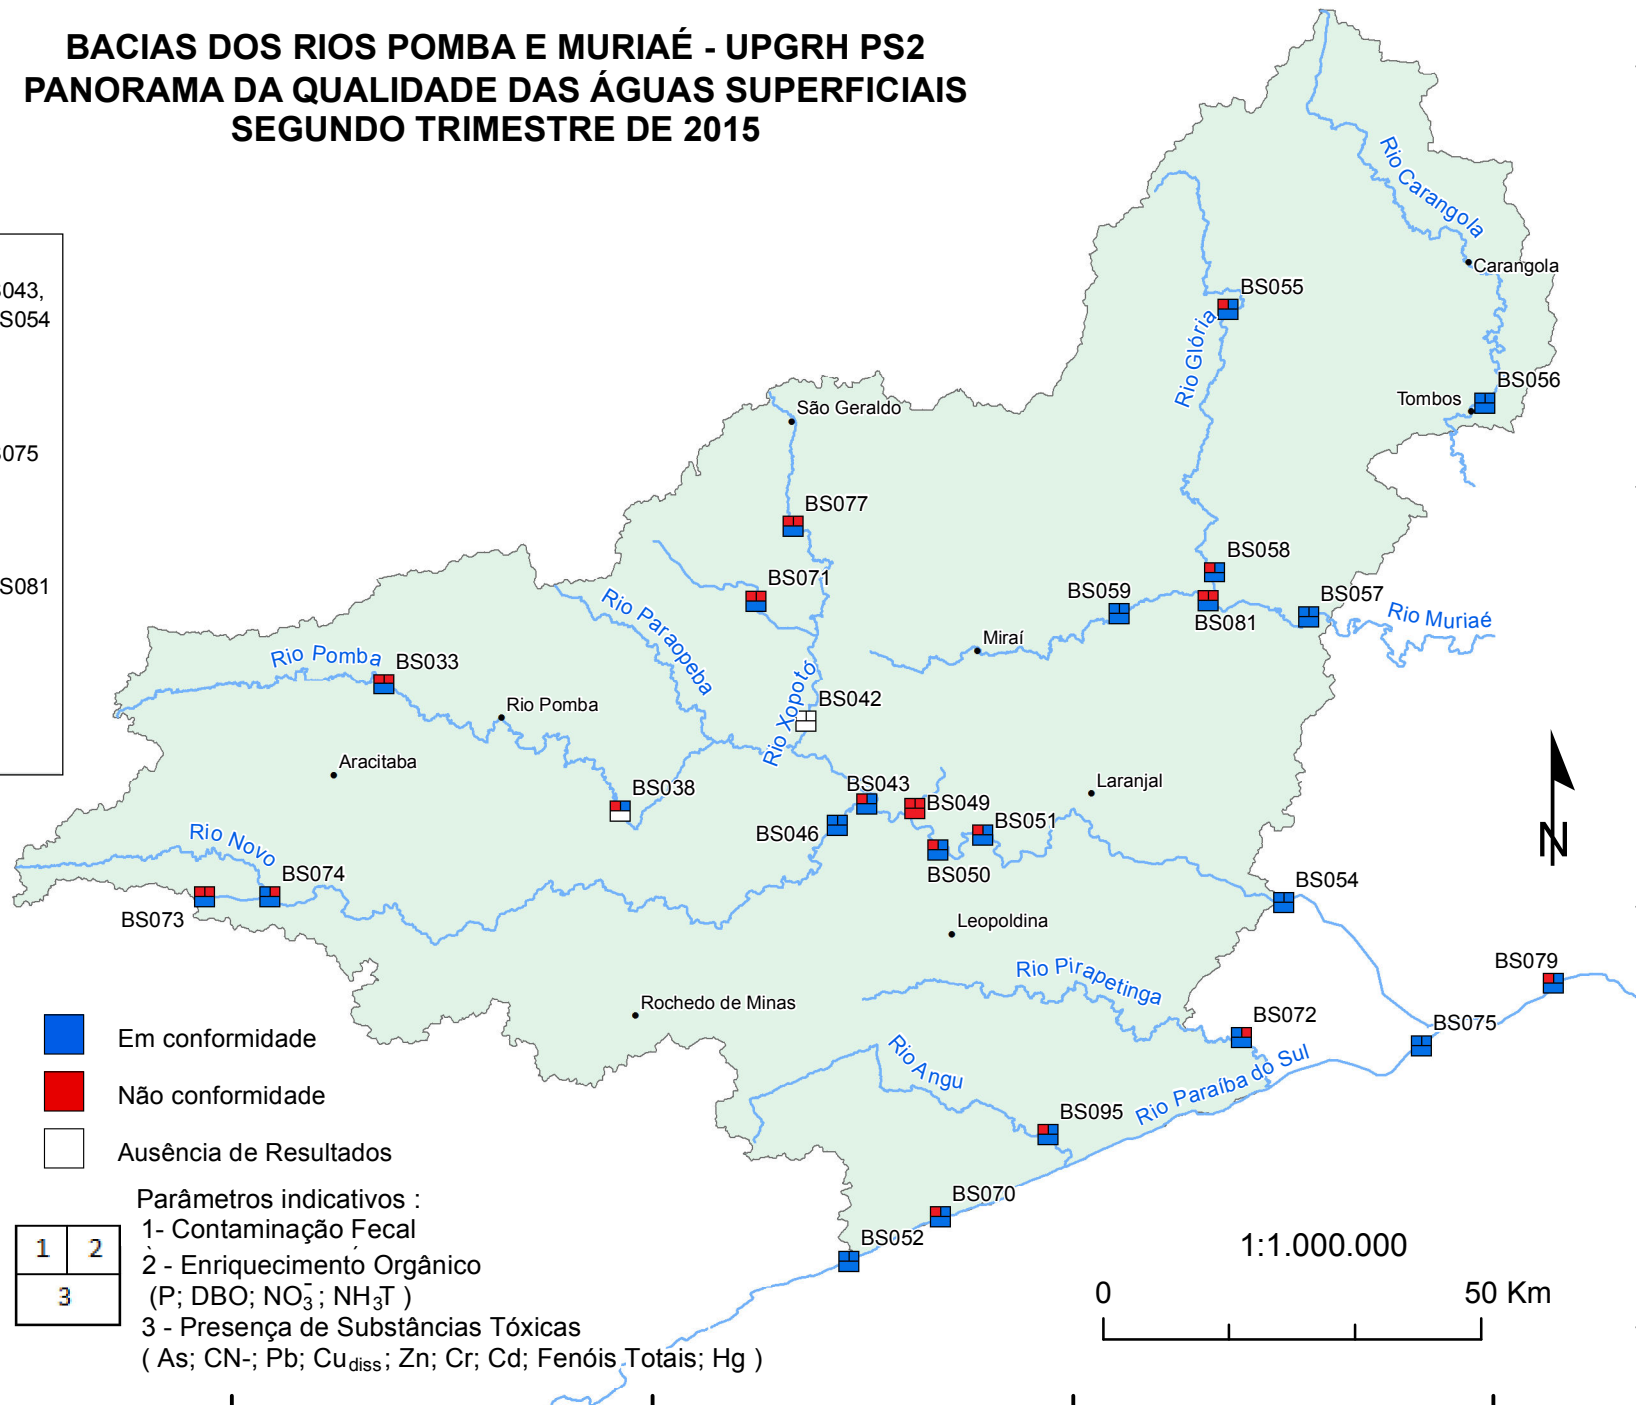 BACIAS DOS RIOS POMBA E MURIAÉ - UPGRH PS2
PANORAMA DA QUALIDADE DAS ÁGUAS SUPERFICIAIS
SEGUNDO TRIMESTRE DE 2015
Rio Carangola
Carangola
043,
S054
BS055
Rio Glória
BS056
Tombos
São Geraldo
075
BS077
BS058
BS071
BS059
BS057
S081
Rio Paraopeba
BS081
Rio Muriaé
Miraí
Rio Pomba
BS033
Rio Xopotó
BS042
Rio Pomba
Aracitaba
BS038
BS043
Laranjal
BS049
BS051
BS046
Rio Novo
BS074
BS050
BS054
BS073
Leopoldina
BS079
Rio Pirapetinga
Rochedo de Minas
BS072
BS075
Em conformidade
Rio Angu
Rio Paraíba do Sul
Não conformidade
BS095
Ausência de Resultados
BS070
Parâmetros indicativos :
1 2
3
1- Contaminação Fecal
BS052
1:1.000.000
2 - Enriquecimento Orgânico
(P; DBO; NO₃⁻; NH₃T )
0 50 Km
3 - Presença de Substâncias Tóxicas
( As; CN-; Pb; Cu diss ; Zn; Cr; Cd; Fenóis Totais; Hg )
N